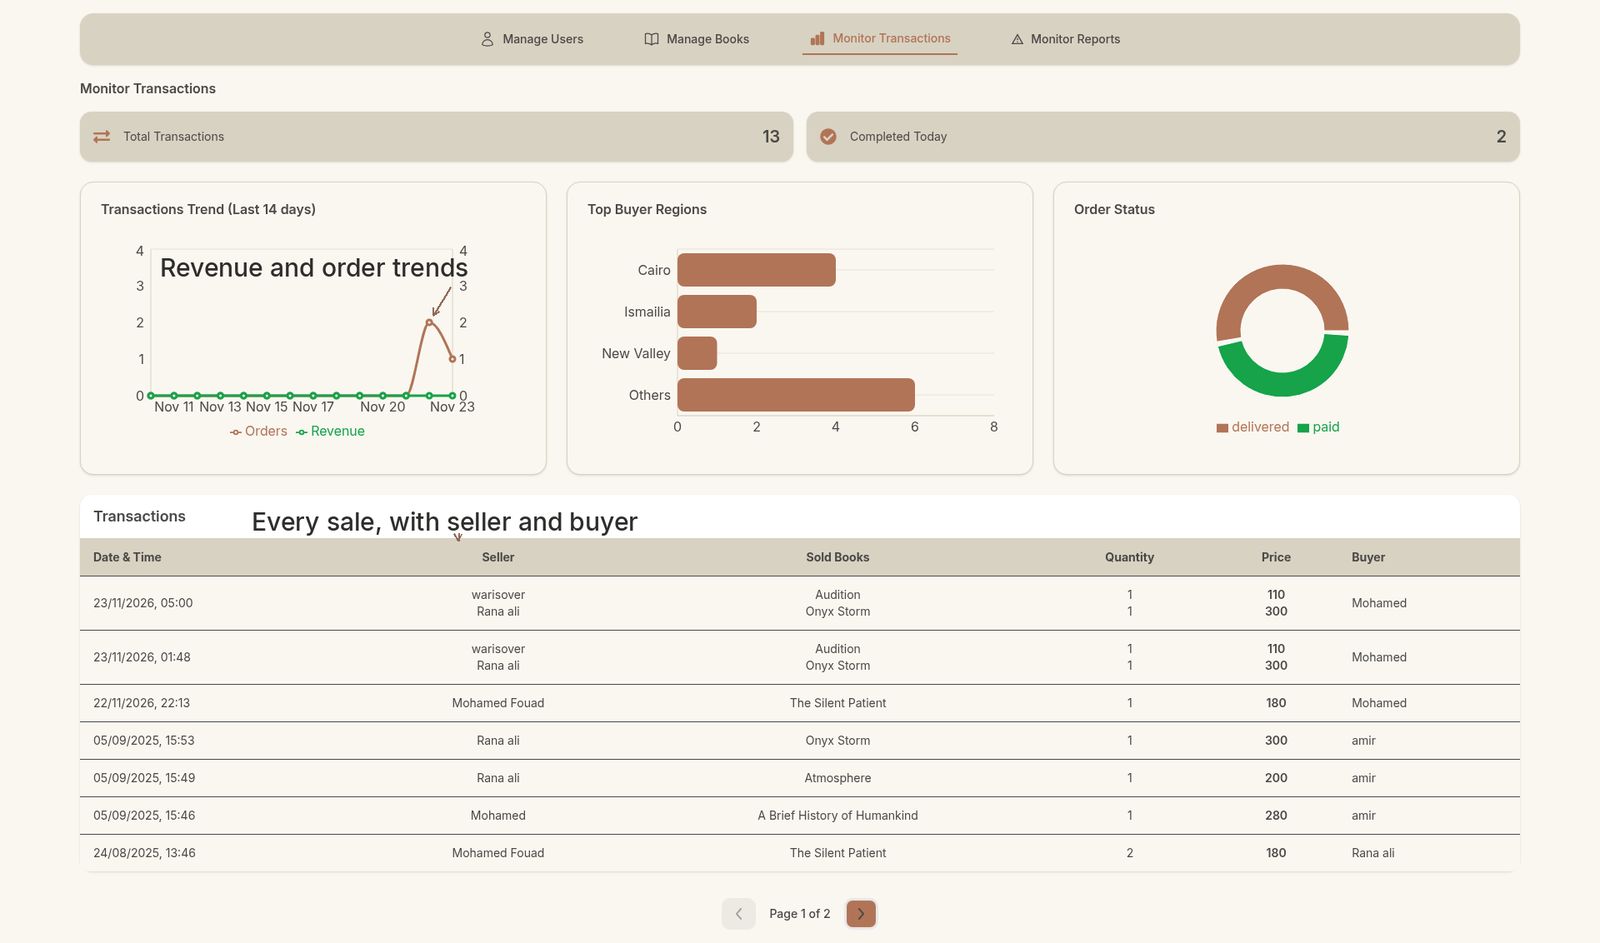 Manage Users Manage Books Monitor Transactions Monitor Reports
Monitor Transactions
Total Transactions 13 Completed Today 2
Transactions Trend (Last 14 days)
4 4
Revenue and order trends
3 3
2 2
1 1
0 0
Nov 11 Nov 13 Nov 15 Nov 17 Nov 20 Nov 23
Orders Revenue
Top Buyer Regions
Cairo
Ismailia
New Valley
Others
0 2 4 6 8
Order Status
delivered paid
Transactions Every sale, with seller and buyer
Date & Time Seller Sold Books Quantity Price Buyer
23/11/2026, 05:00 warisover Audition 1 110 Mohamed
Rana ali Onyx Storm 1 300
23/11/2026, 01:48 warisover Audition 1 110 Mohamed
Rana ali Onyx Storm 1 300
22/11/2026, 22:13 Mohamed Fouad The Silent Patient 1 180 Mohamed
05/09/2025, 15:53 Rana ali Onyx Storm 1 300 amir
05/09/2025, 15:49 Rana ali Atmosphere 1 200 amir
05/09/2025, 15:46 Mohamed A Brief History of Humankind 1 280 amir
24/08/2025, 13:46 Mohamed Fouad The Silent Patient 2 180 Rana ali
Page 1 of 2